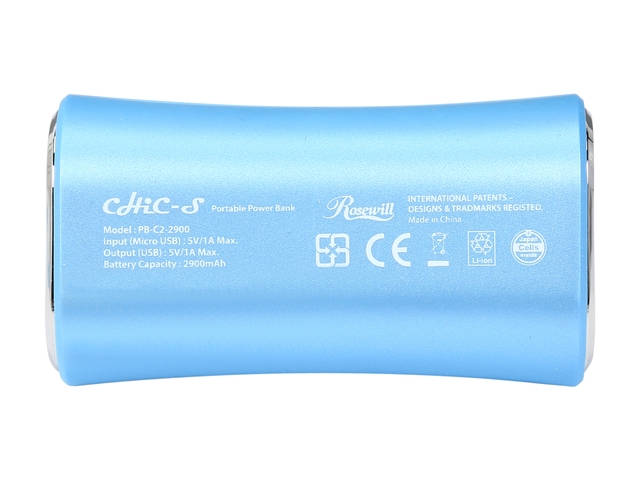 CHiC-S Portable Power Bank
Model : PB-C2-2900
Input (Micro USB) : 5V/1A Max.
Output (USB) : 5V/1A Max.
Battery Capacity : 2900mAh
Rosewill
INTERNATIONAL PATENTS –
DESIGNS & TRADMARKS REGISTED.
Made in China
CE
Li-ion
Japan
Cells
Inside